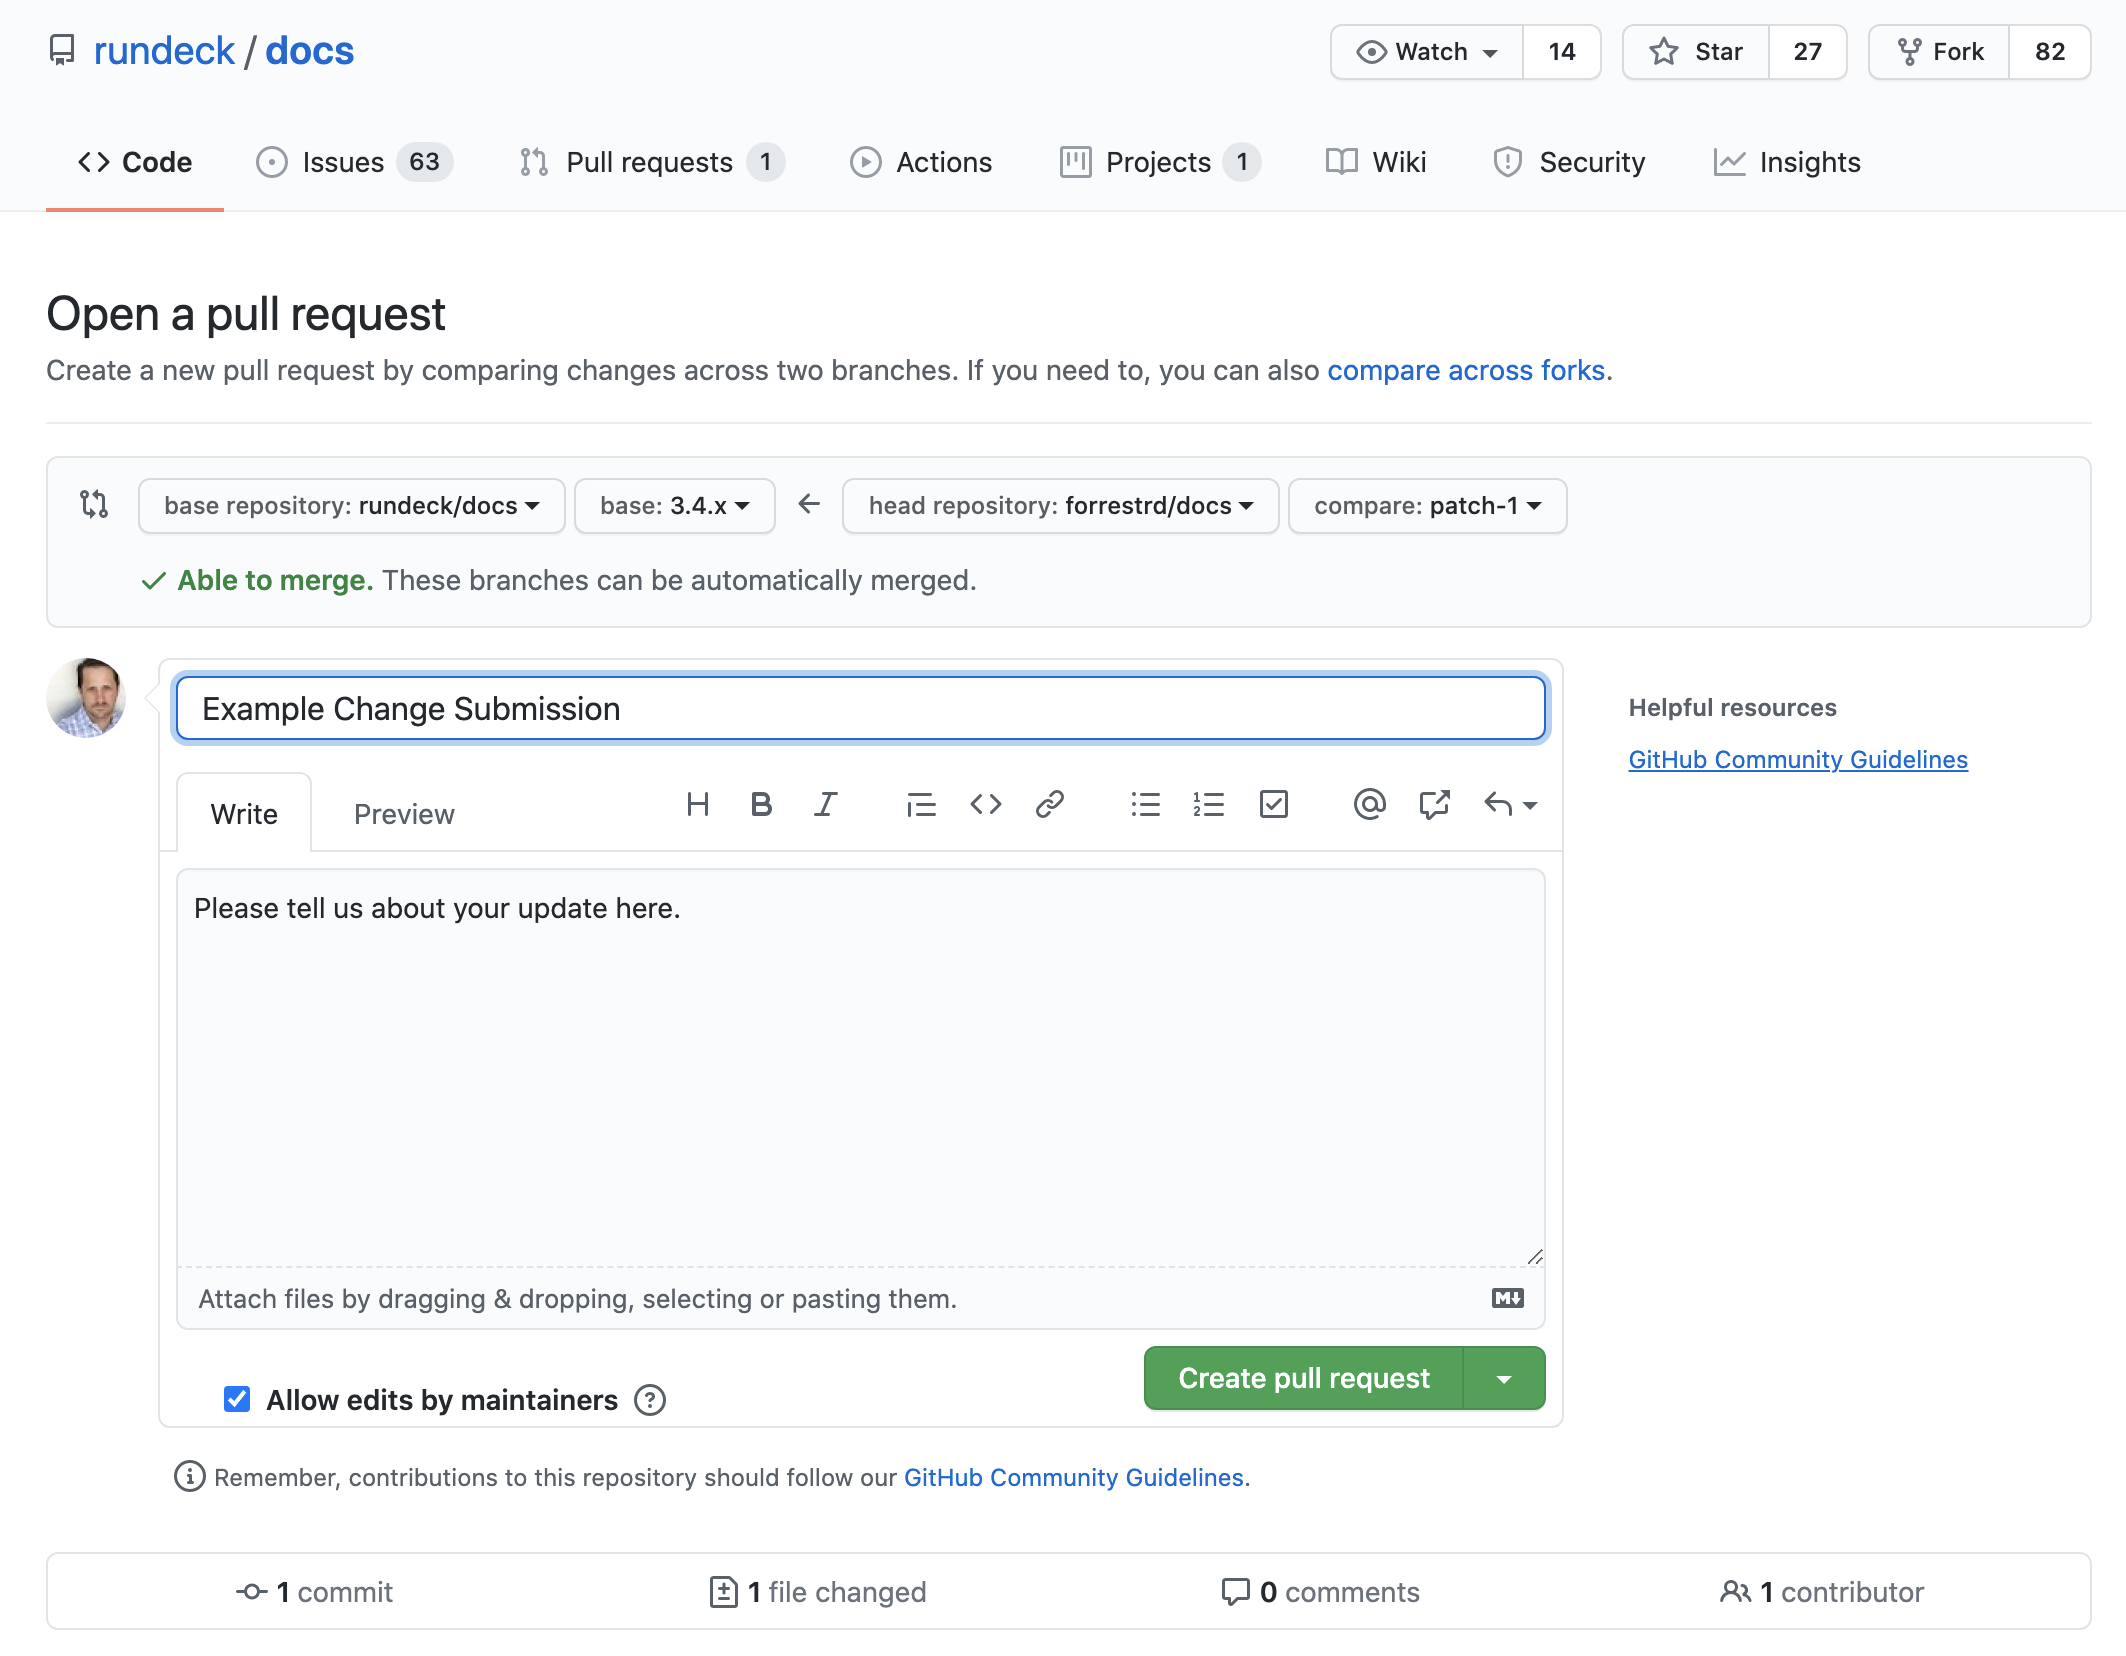 rundeck / docs
Watch 14 Star 27 Fork 82
Code Issues 63 Pull requests 1 Actions Projects 1 Wiki Security Insights
Open a pull request
Create a new pull request by comparing changes across two branches. If you need to, you can also compare across forks.
base repository: rundeck/docs base: 3.4.x head repository: forrestrd/docs compare: patch-1
Able to merge. These branches can be automatically merged.
Example Change Submission
Helpful resources
GitHub Community Guidelines
Write Preview
Please tell us about your update here.
Attach files by dragging & dropping, selecting or pasting them.
Allow edits by maintainers
Create pull request
Remember, contributions to this repository should follow our GitHub Community Guidelines.
1 commit 1 file changed 0 comments 1 contributor